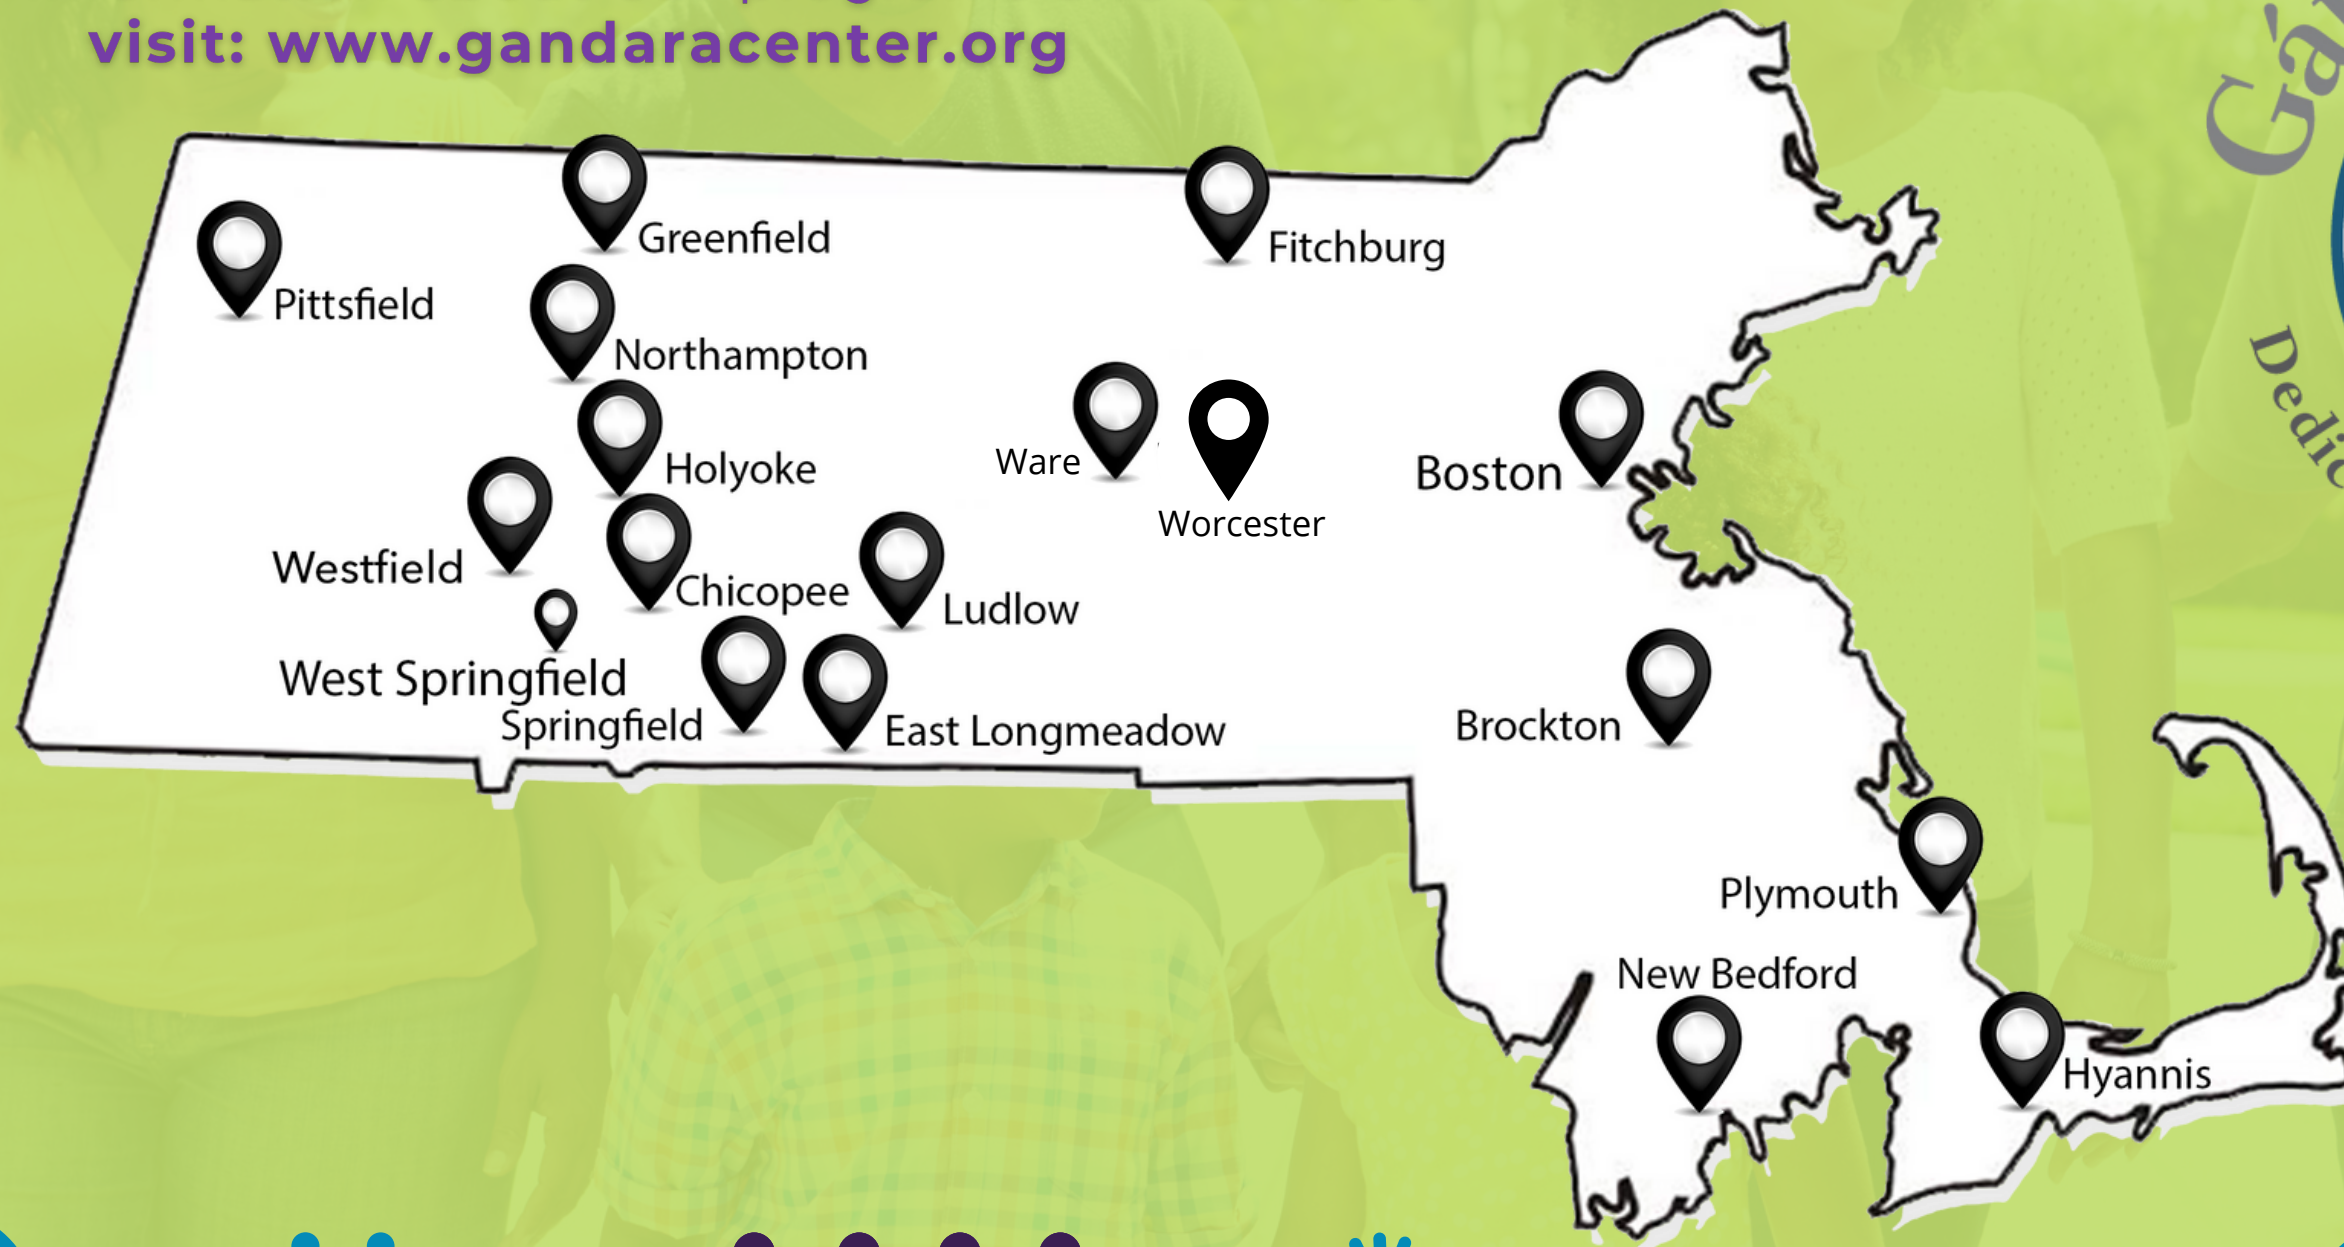 visit: www.gandaracenter.org
Greenfield
Fitchburg
Pittsfield
Northampton
Holyoke
Ware
Worcester
Boston
Westfield
Chicopee
Ludlow
West Springfield
Springfield
East Longmeadow
Brockton
Plymouth
New Bedford
Hyannis